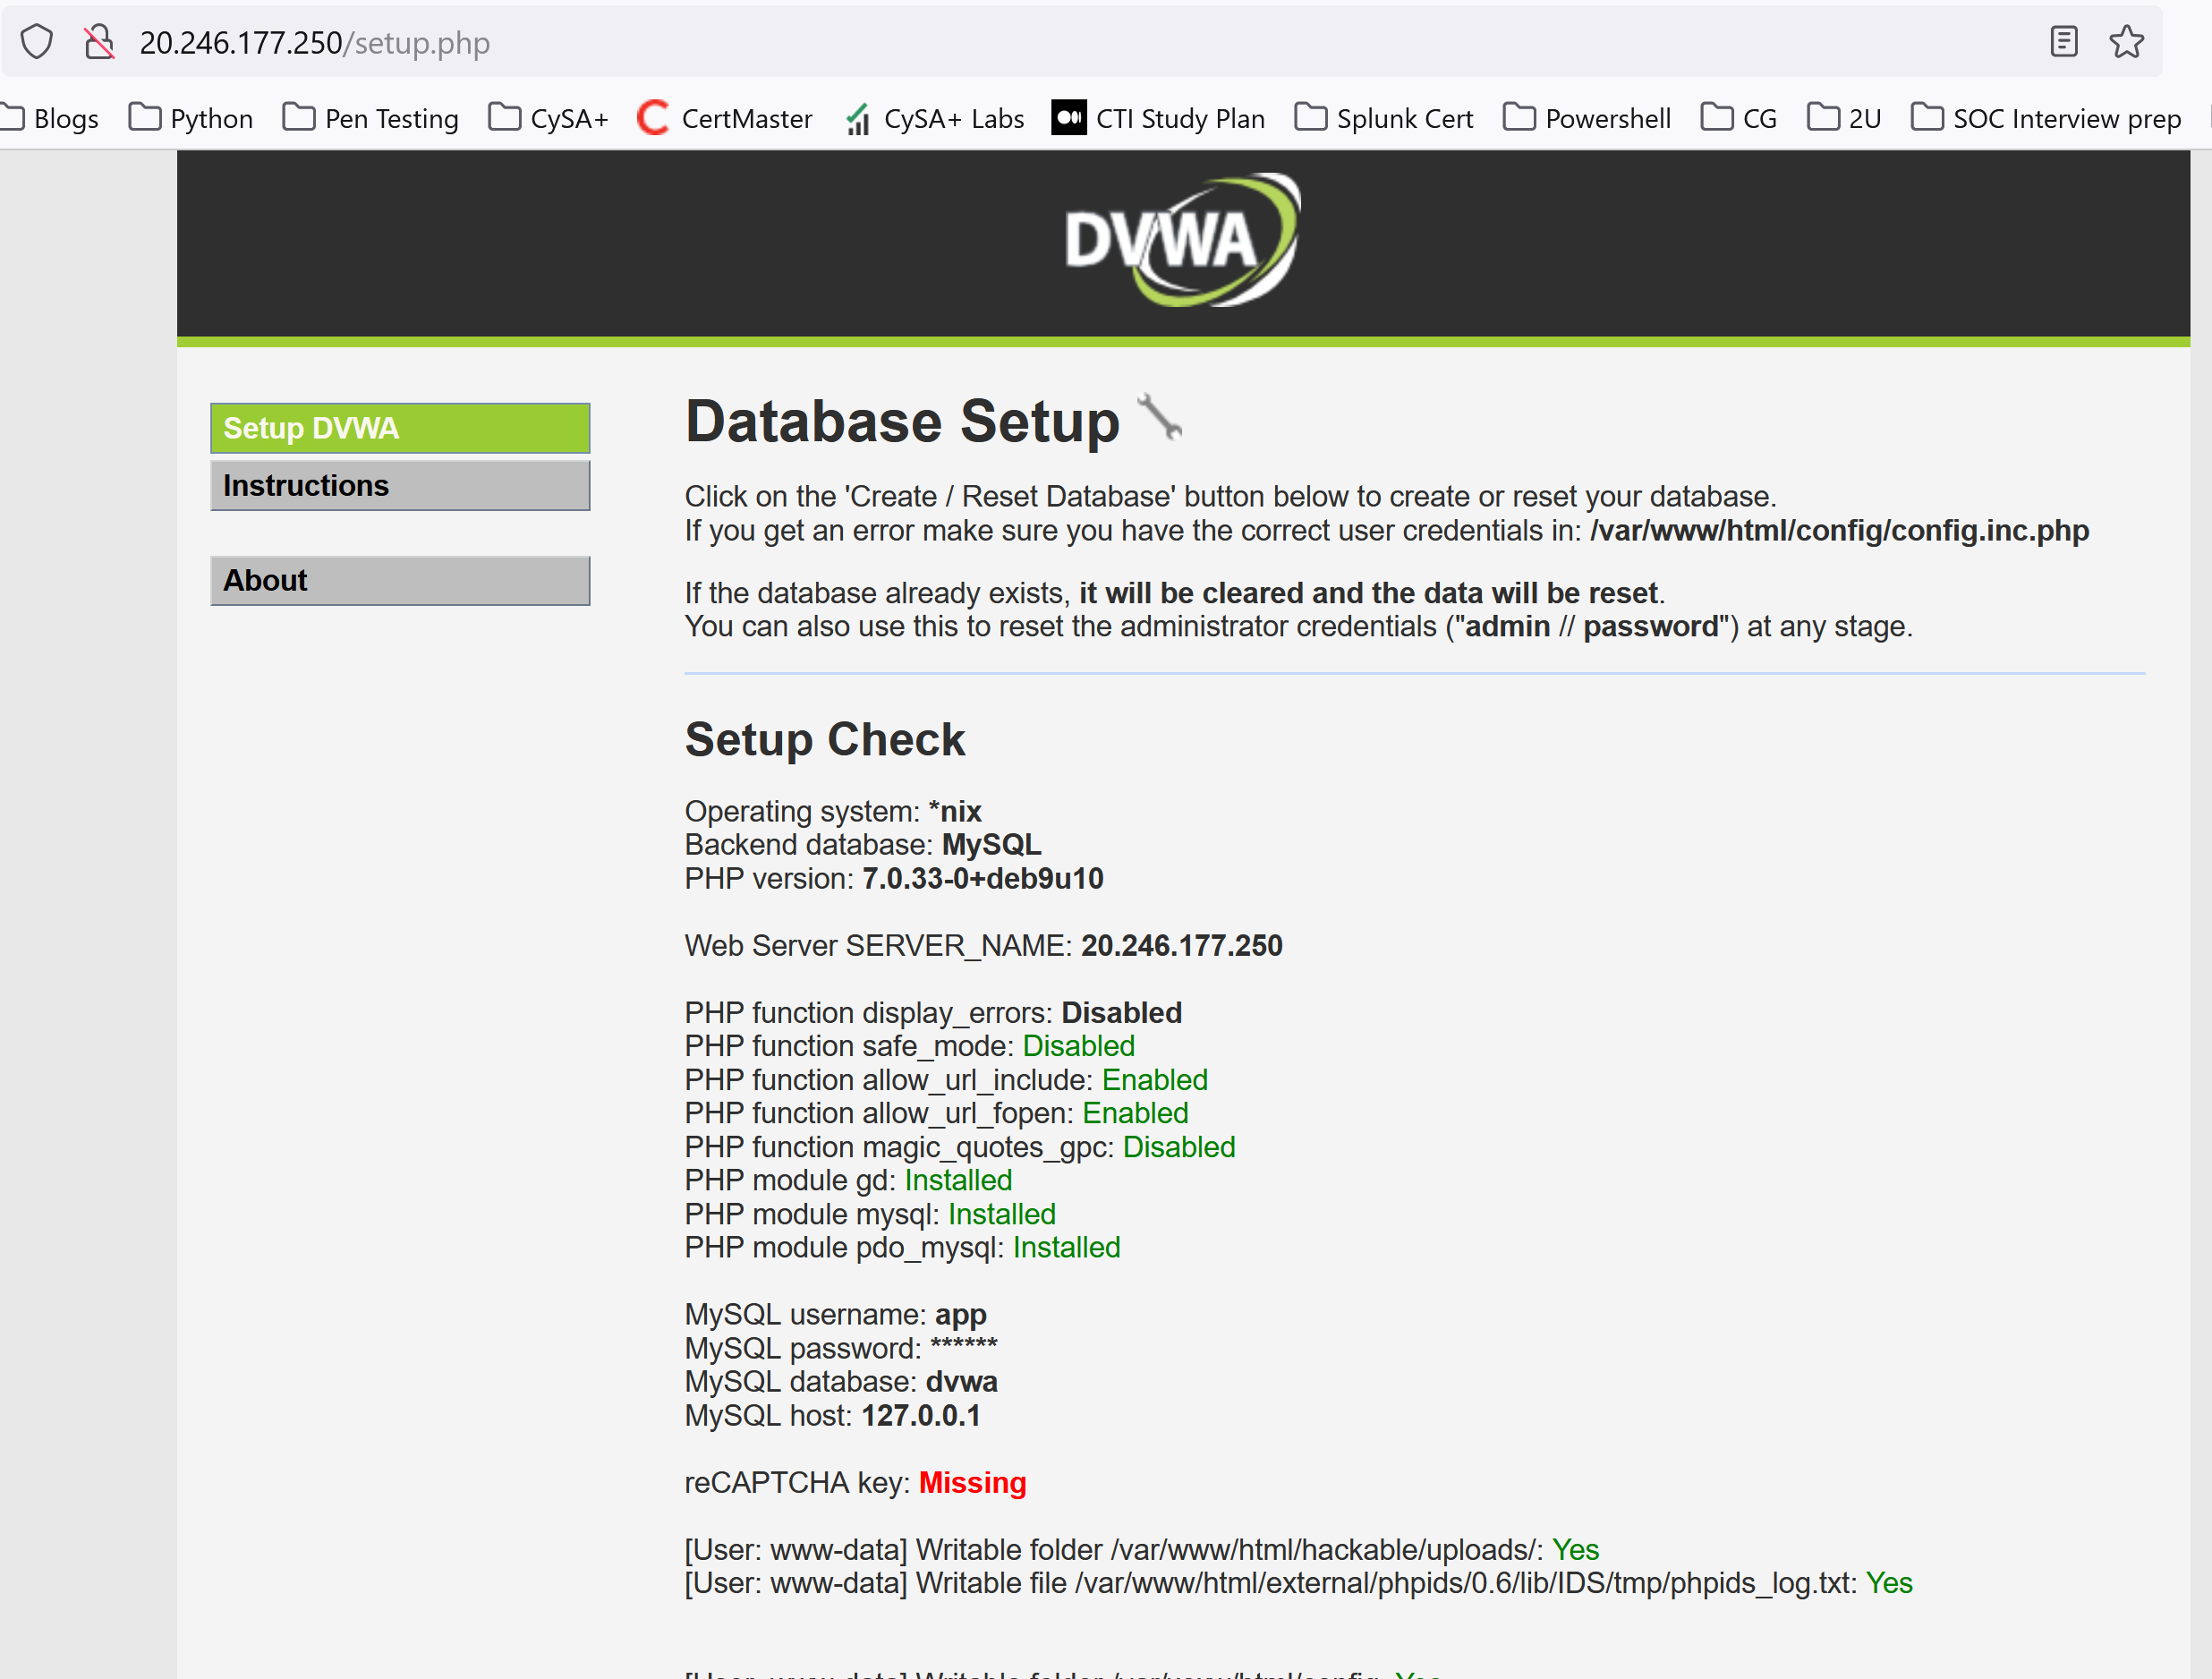 20.246.177.250/setup.php
Blogs Python Pen Testing CySA+ CertMaster CySA+ Labs CTI Study Plan Splunk Cert Powershell CG 2U SOC Interview prep
DVWA
Setup DVWA
Instructions
About
Database Setup
Click on the 'Create / Reset Database' button below to create or reset your database.
If you get an error make sure you have the correct user credentials in: /var/www/html/config/config.inc.php
If the database already exists, it will be cleared and the data will be reset.
You can also use this to reset the administrator credentials ("admin // password") at any stage.
Setup Check
Operating system: *nix
Backend database: MySQL
PHP version: 7.0.33-0+deb9u10
Web Server SERVER_NAME: 20.246.177.250
PHP function display_errors: Disabled
PHP function safe_mode: Disabled
PHP function allow_url_include: Enabled
PHP function allow_url_fopen: Enabled
PHP function magic_quotes_gpc: Disabled
PHP module gd: Installed
PHP module mysql: Installed
PHP module pdo_mysql: Installed
MySQL username: app
MySQL password: ******
MySQL database: dvwa
MySQL host: 127.0.0.1
reCAPTCHA key: Missing
[User: www-data] Writable folder /var/www/html/hackable/uploads/: Yes
[User: www-data] Writable file /var/www/html/external/phpids/0.6/lib/IDS/tmp/phpids_log.txt: Yes
[User: www-data] Writable folder /var/www/html/config: Yes